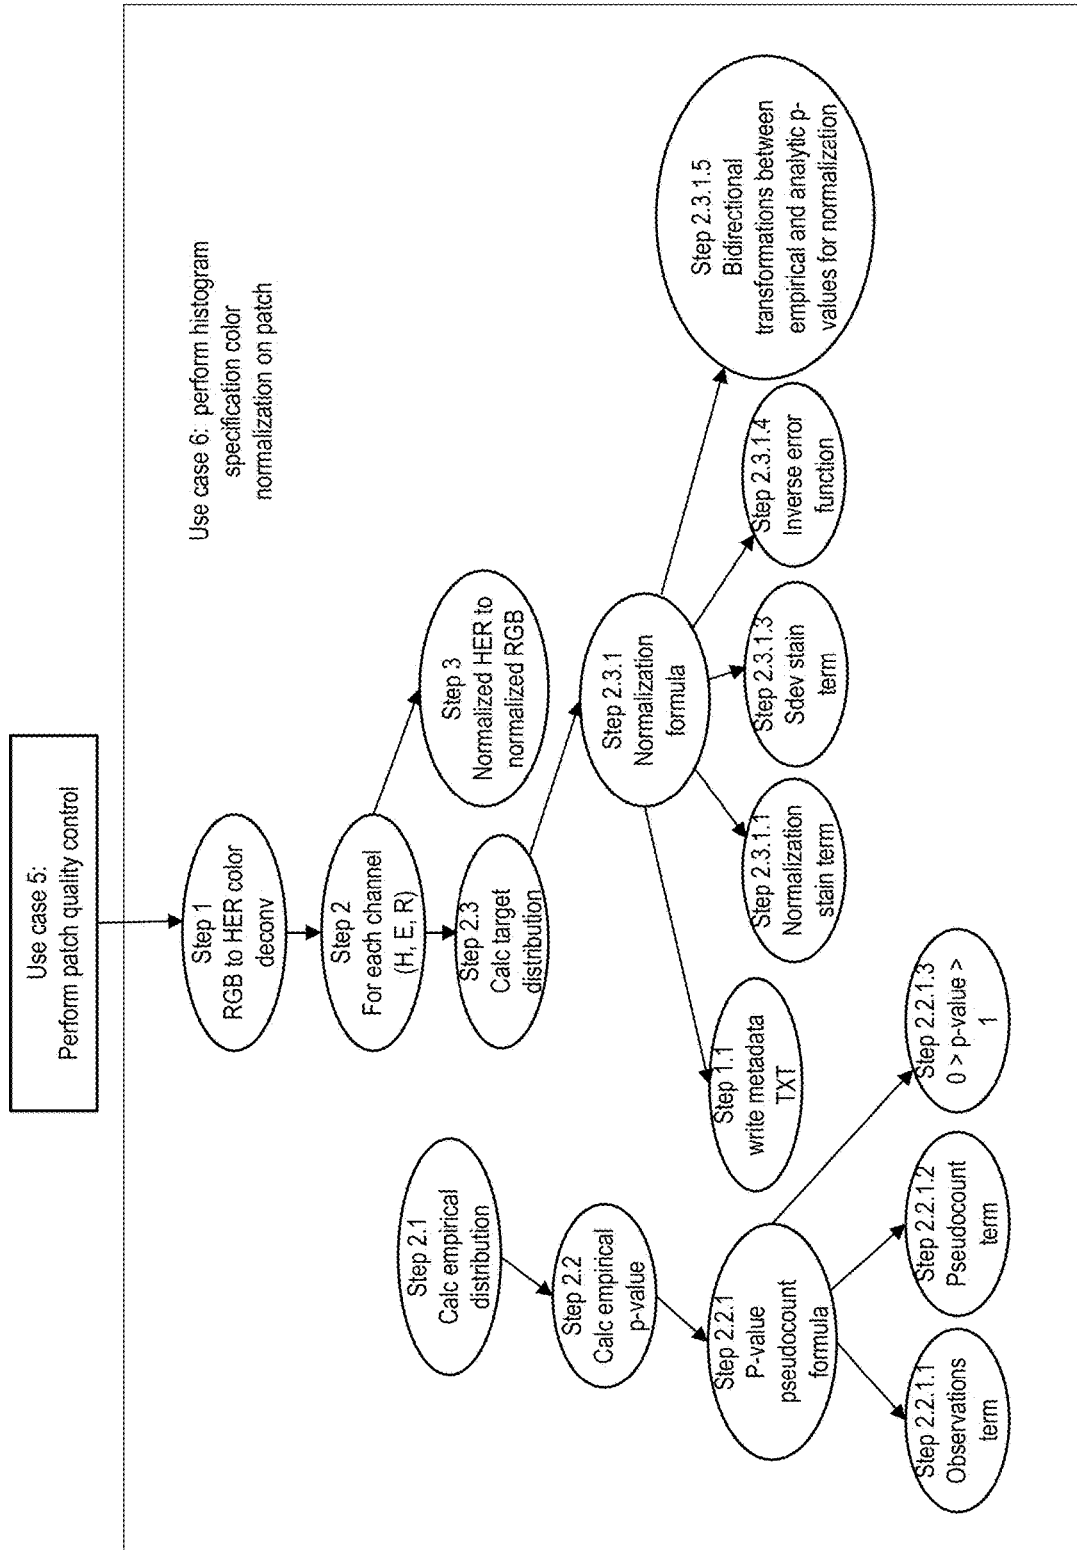 Use case 5:
Perform patch quality control
Use case 6: perform histogram
specification color
normalization on patch
Step 1
RGB to HER color
deconv
Step 2
For each channel
(H, E, R)
Step 2.1
Calc empirical
distribution
Step 2.3
Calc target
distribution
Step 3
Normalized HER to
normalized RGB
Step 2.2
Calc empirical
p-value
Step 2.3.1
Normalization
formula
Step 2.2.1
P-value
pseudocount
formula
Step 1.1
write metadata
TXT
Step 2.3.1.1
Normalization
stain term
Step 2.3.1.3
Sdev stain
term
Step 2.3.1.4
Inverse error
function
Step 2.3.1.5
Bidirectional
transformations between
empirical and analytic p-
values for normalization
Step 2.2.1.1
Observations
term
Step 2.2.1.2
Pseudocount
term
Step 2.2.1.3
0 > p-value >
1